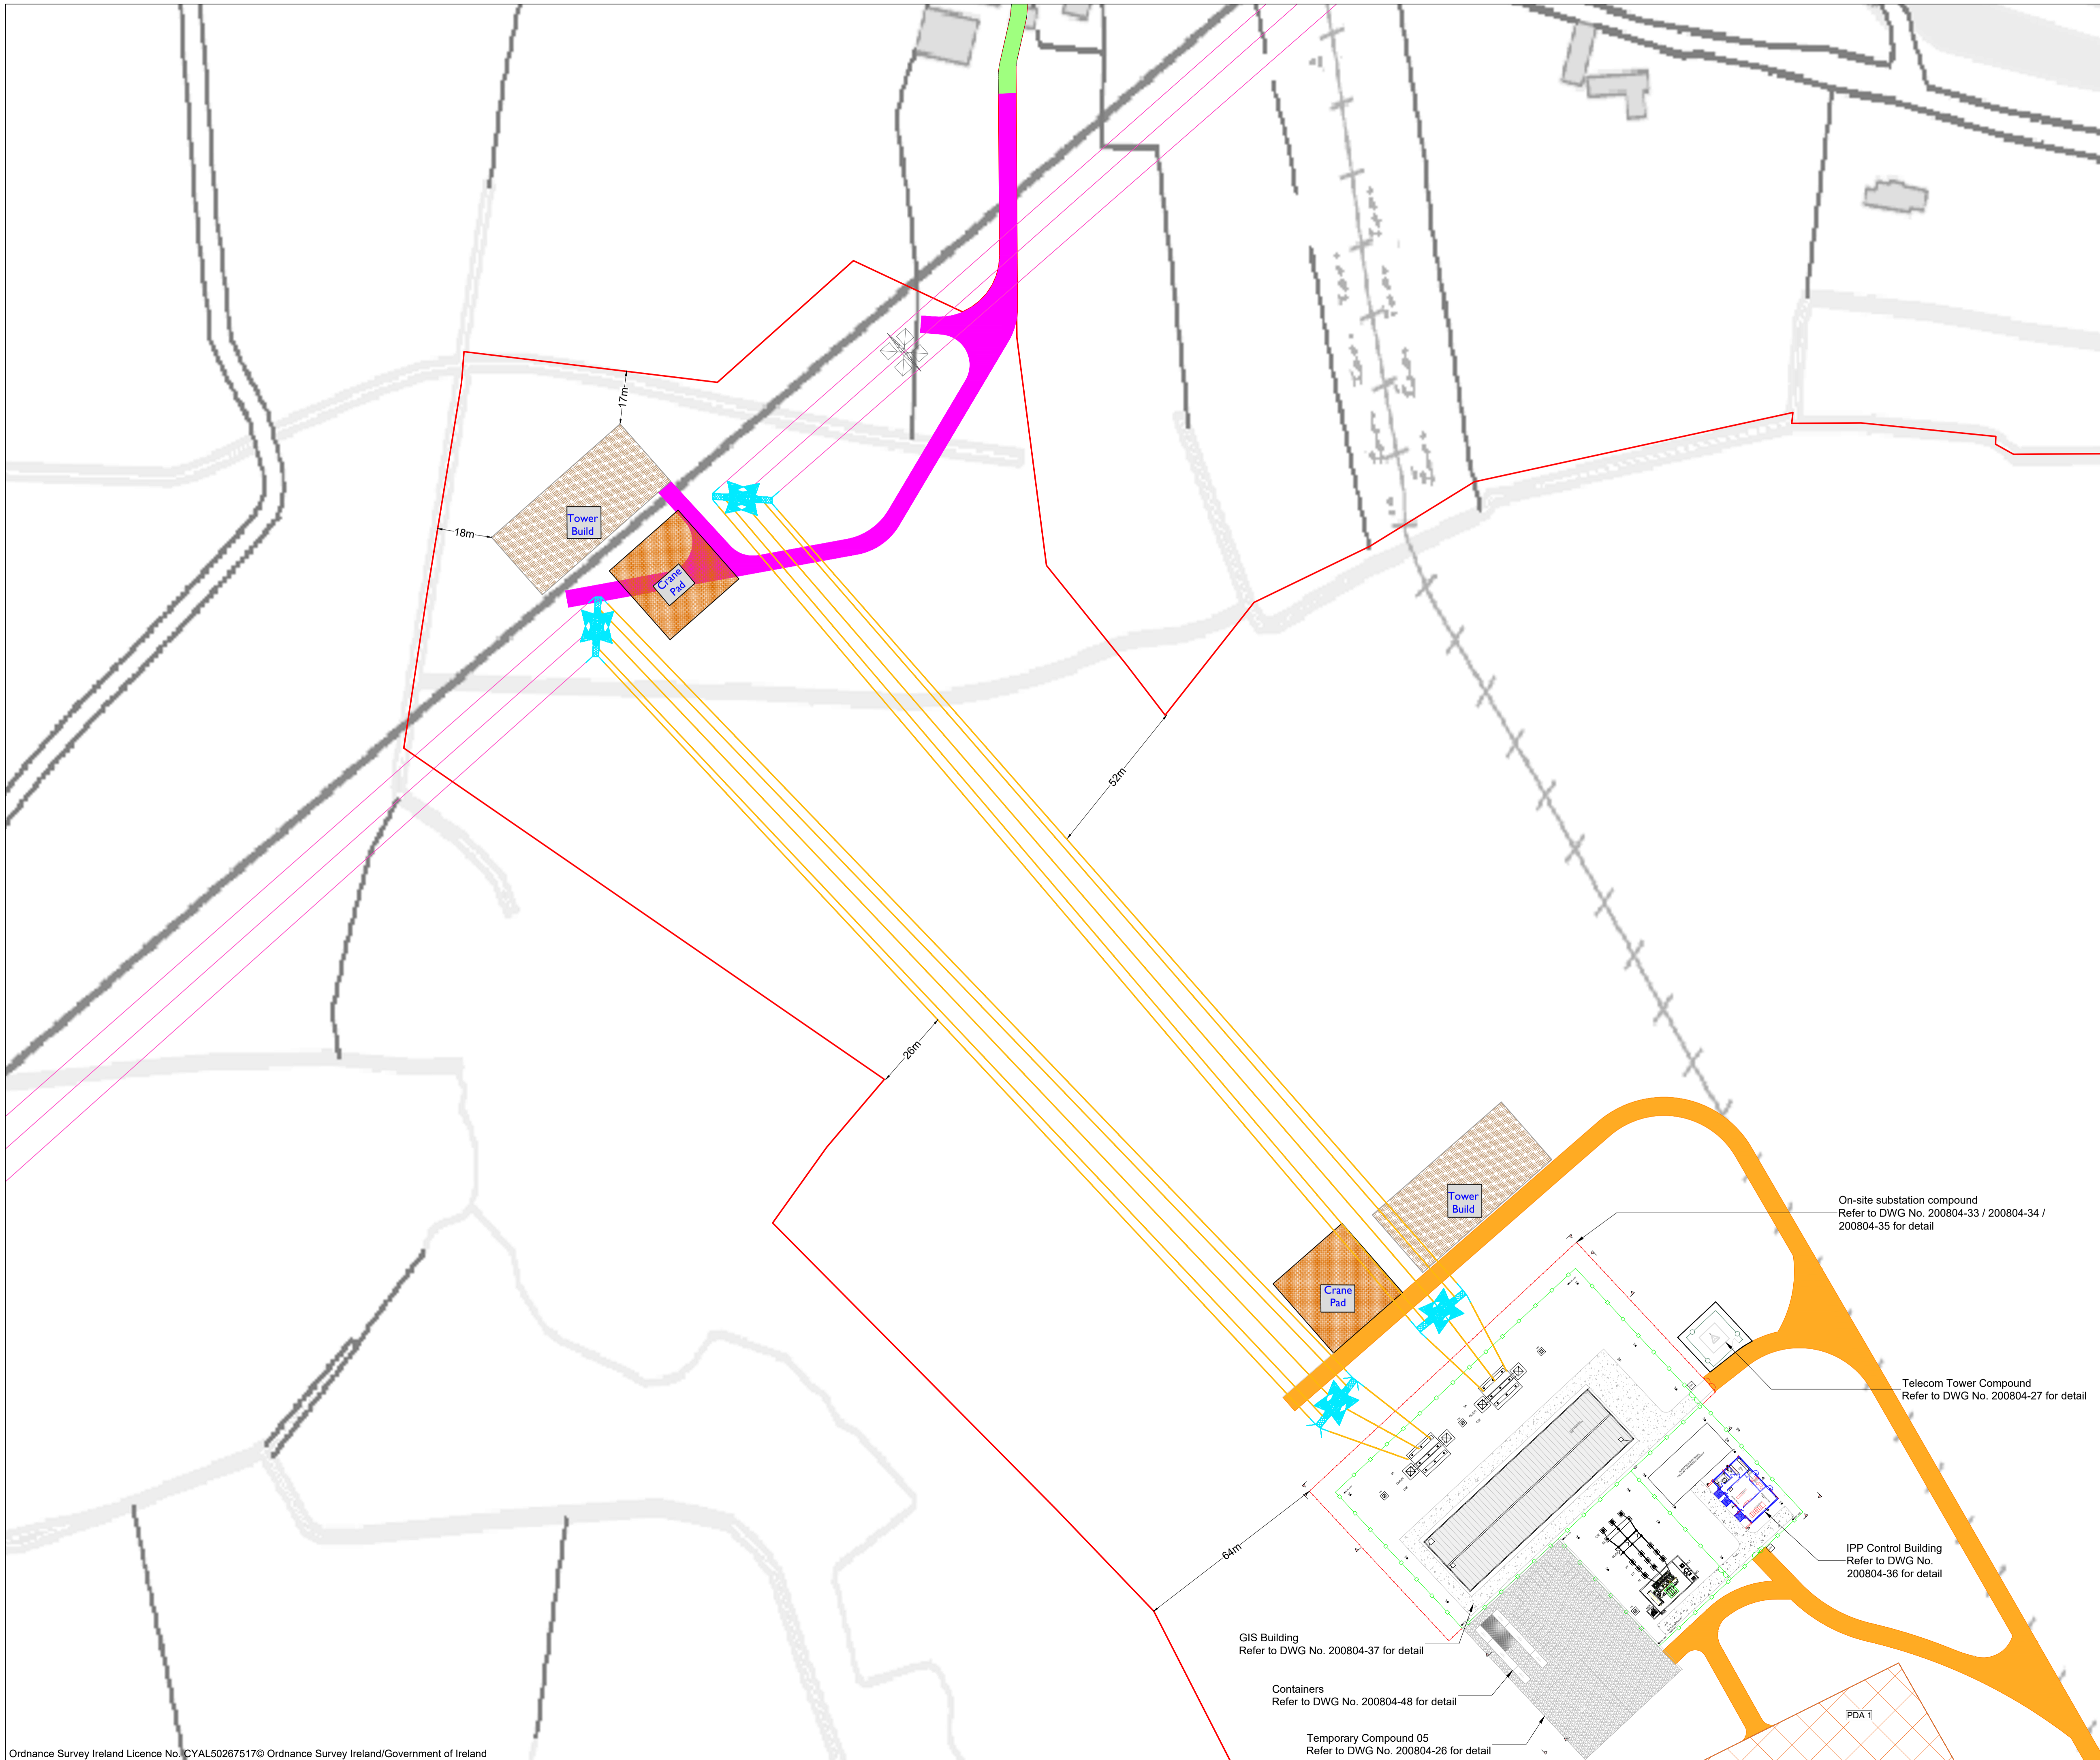 17m
Tower
Build
18m
Crane
Pad
52m
26m
Tower
Build
On-site substation compound
Refer to DWG No. 200804-33 / 200804-34 /
200804-35 for detail
Crane
Pad
Telecom Tower Compound
Refer to DWG No. 200804-27 for detail
64m
IPP Control Building
Refer to DWG No.
200804-36 for detail
GIS Building
Refer to DWG No. 200804-37 for detail
Containers
Refer to DWG No. 200804-48 for detail
PDA 1
Temporary Compound 05
Refer to DWG No. 200804-26 for detail
Ordnance Survey Ireland Licence No. CYAL50267517© Ordnance Survey Ireland/Government of Ireland